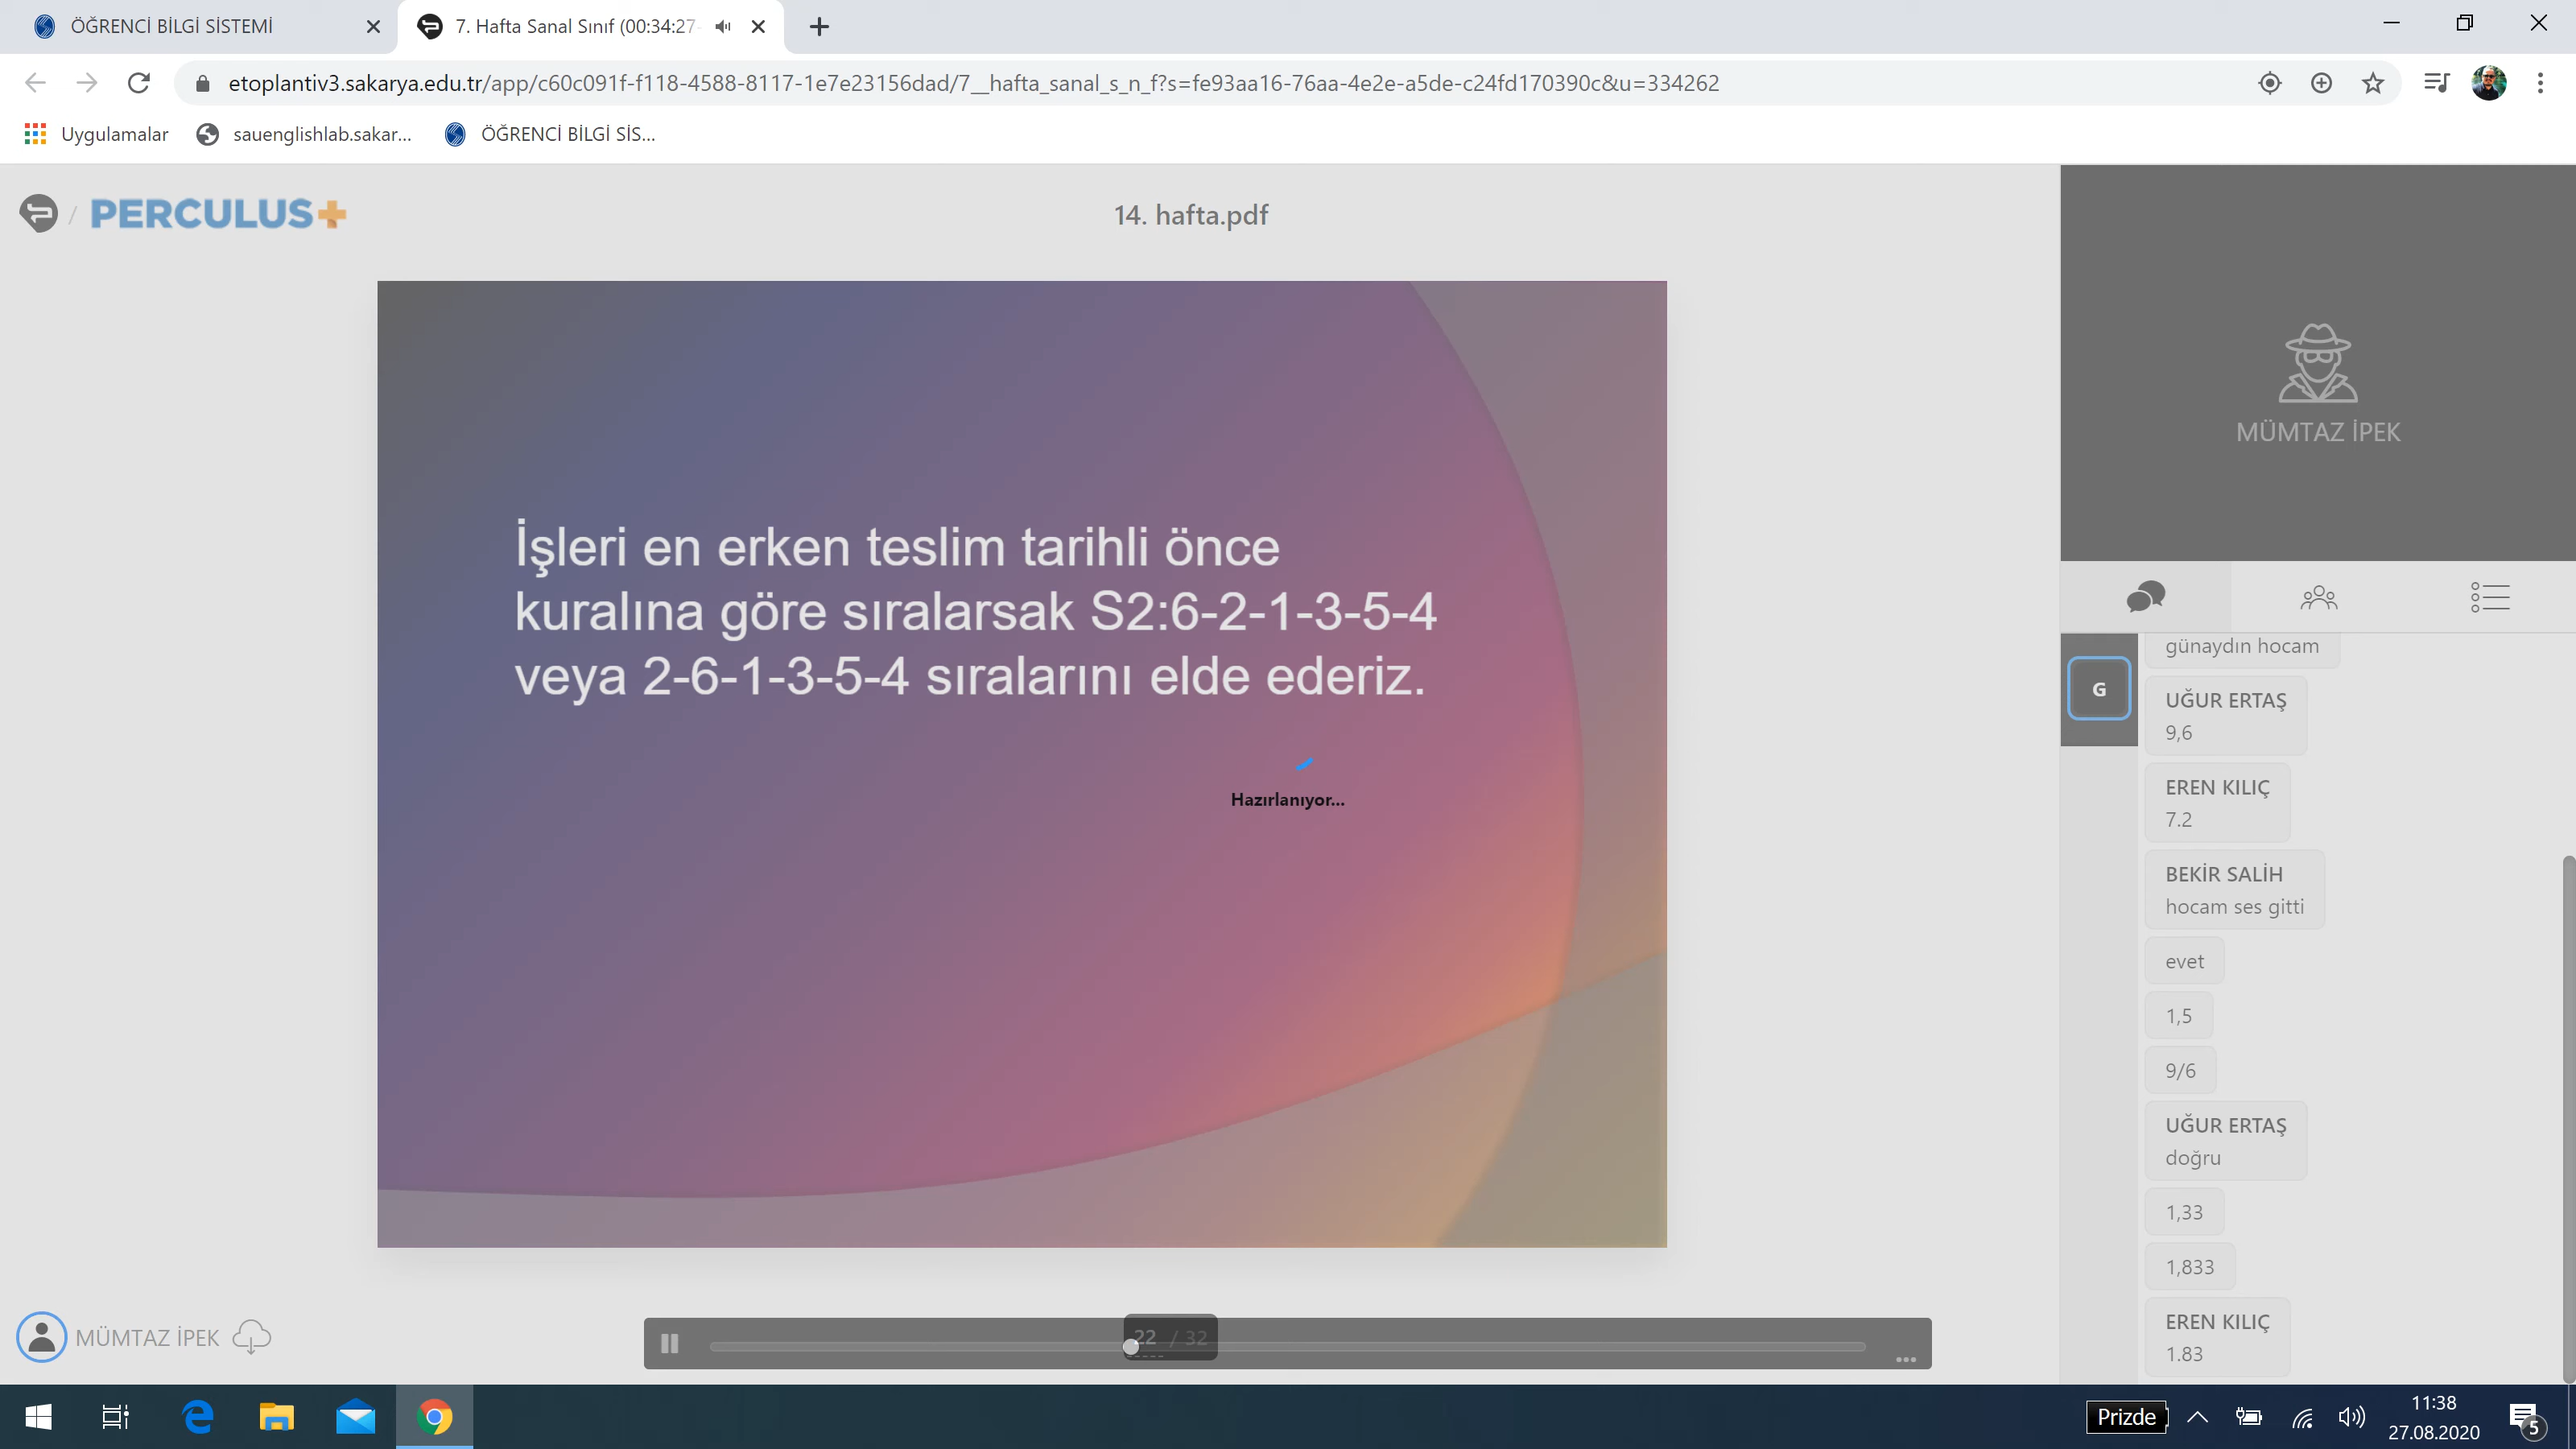 ÖĞRENCİ BİLGİ SİSTEMİ
7. Hafta Sanal Sınıf (00:34:27
etoplantiv3.sakarya.edu.tr/app/c60c091f-f118-4588-8117-1e7e23156dad/7__hafta_sanal_s_n_f?s=fe93aa16-76aa-4e2e-a5de-c24fd170390c&u=334262
Uygulamalar
sauenglishlab.sakar...
ÖĞRENCİ BİLGİ SİS...
/ PERCULUS+
14. hafta.pdf
İşleri en erken teslim tarihli önce
kuralına göre sıralarsak S2:6-2-1-3-5-4
veya 2-6-1-3-5-4 sıralarını elde ederiz.
Hazırlanıyor...
MÜMTAZ İPEK
22 / 32
MÜMTAZ İPEK
G
günaydın hocam
UĞUR ERTAŞ
9,6
EREN KILIÇ
7.2
BEKİR SALİH
hocam ses gitti
evet
1,5
9/6
UĞUR ERTAŞ
doğru
1,33
1,833
EREN KILIÇ
1.83
Prizde
11:38
27.08.2020
5